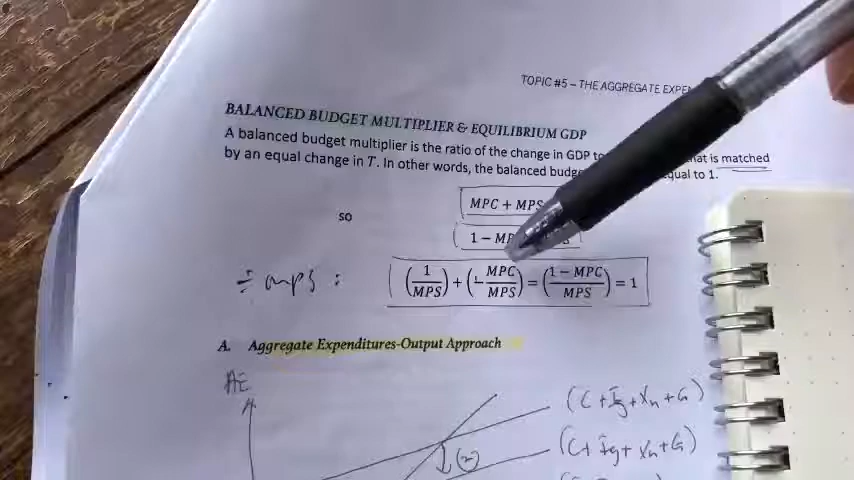 TOPIC #5 – THE AGGREGATE
BALANCED BUDGET MULTIPLIER & EQUILIBRIUM GDP
A balanced budget multiplier is the ratio of the change in GDP to that is matched
by an equal change in T. In other words, the balanced equal to 1.
so
MPC + MPS
1 –
÷ mps :
(1/MPS) + (-MPC/MPS) = (1 – MPC/MPS) = 1
A. Aggregate Expenditures-Output Approach
AE
(C + Ig + Xn + G)
(C + Ig + Xn + G)